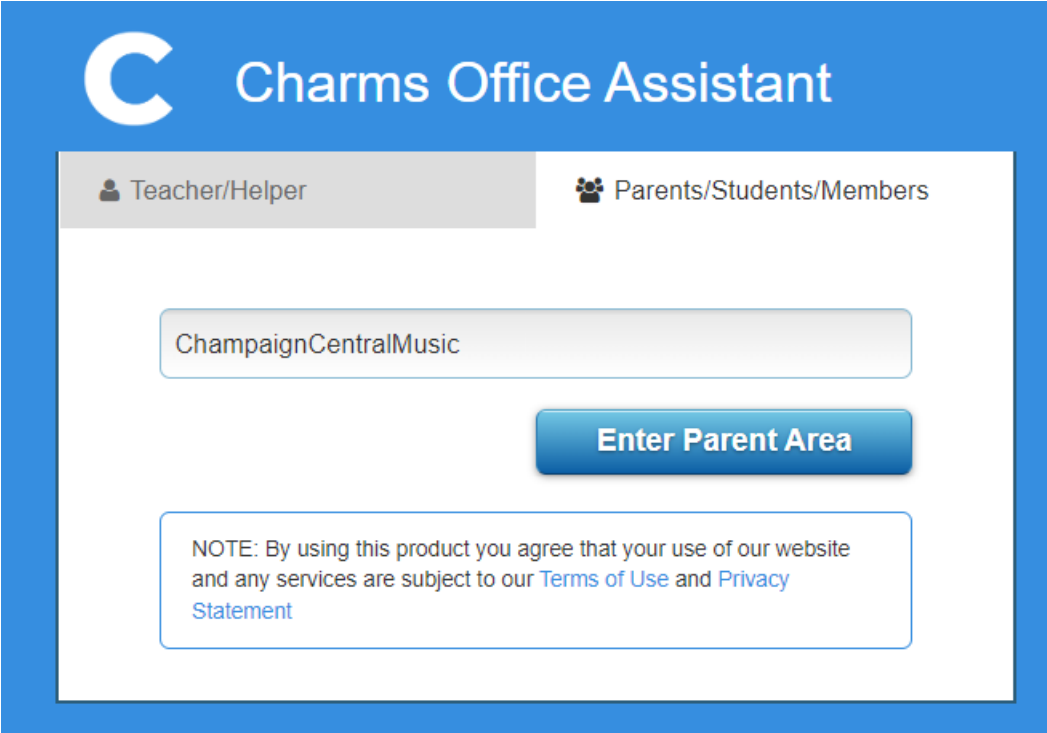 C Charms Office Assistant
Teacher/Helper
Parents/Students/Members
ChampaignCentralMusic
Enter Parent Area
NOTE: By using this product you agree that your use of our website
and any services are subject to our Terms of Use and Privacy
Statement